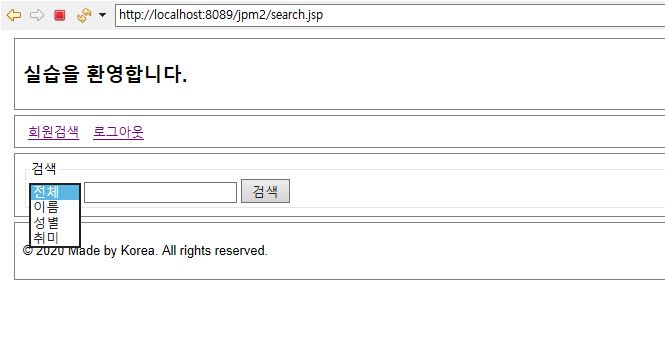 http://localhost:8089/jpm2/search.jsp
실습을 환영합니다.
회원검색 로그아웃
검색
전체 검색
이름
성별
취미
© 2020 Made by Korea. All rights reserved.